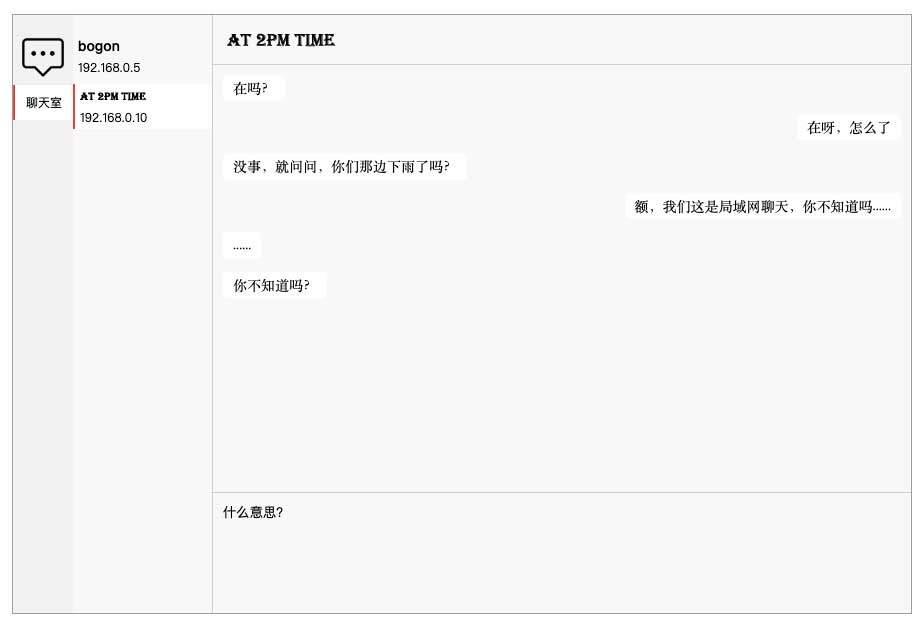 bogon
192.168.0.5
聊天室
AT 2PM TIME
192.168.0.10
AT 2PM TIME
在吗?
在呀，怎么了
没事，就问问，你们那边下雨了吗?
额，我们这是局域网聊天，你不知道吗......
......
你不知道吗?
什么意思?